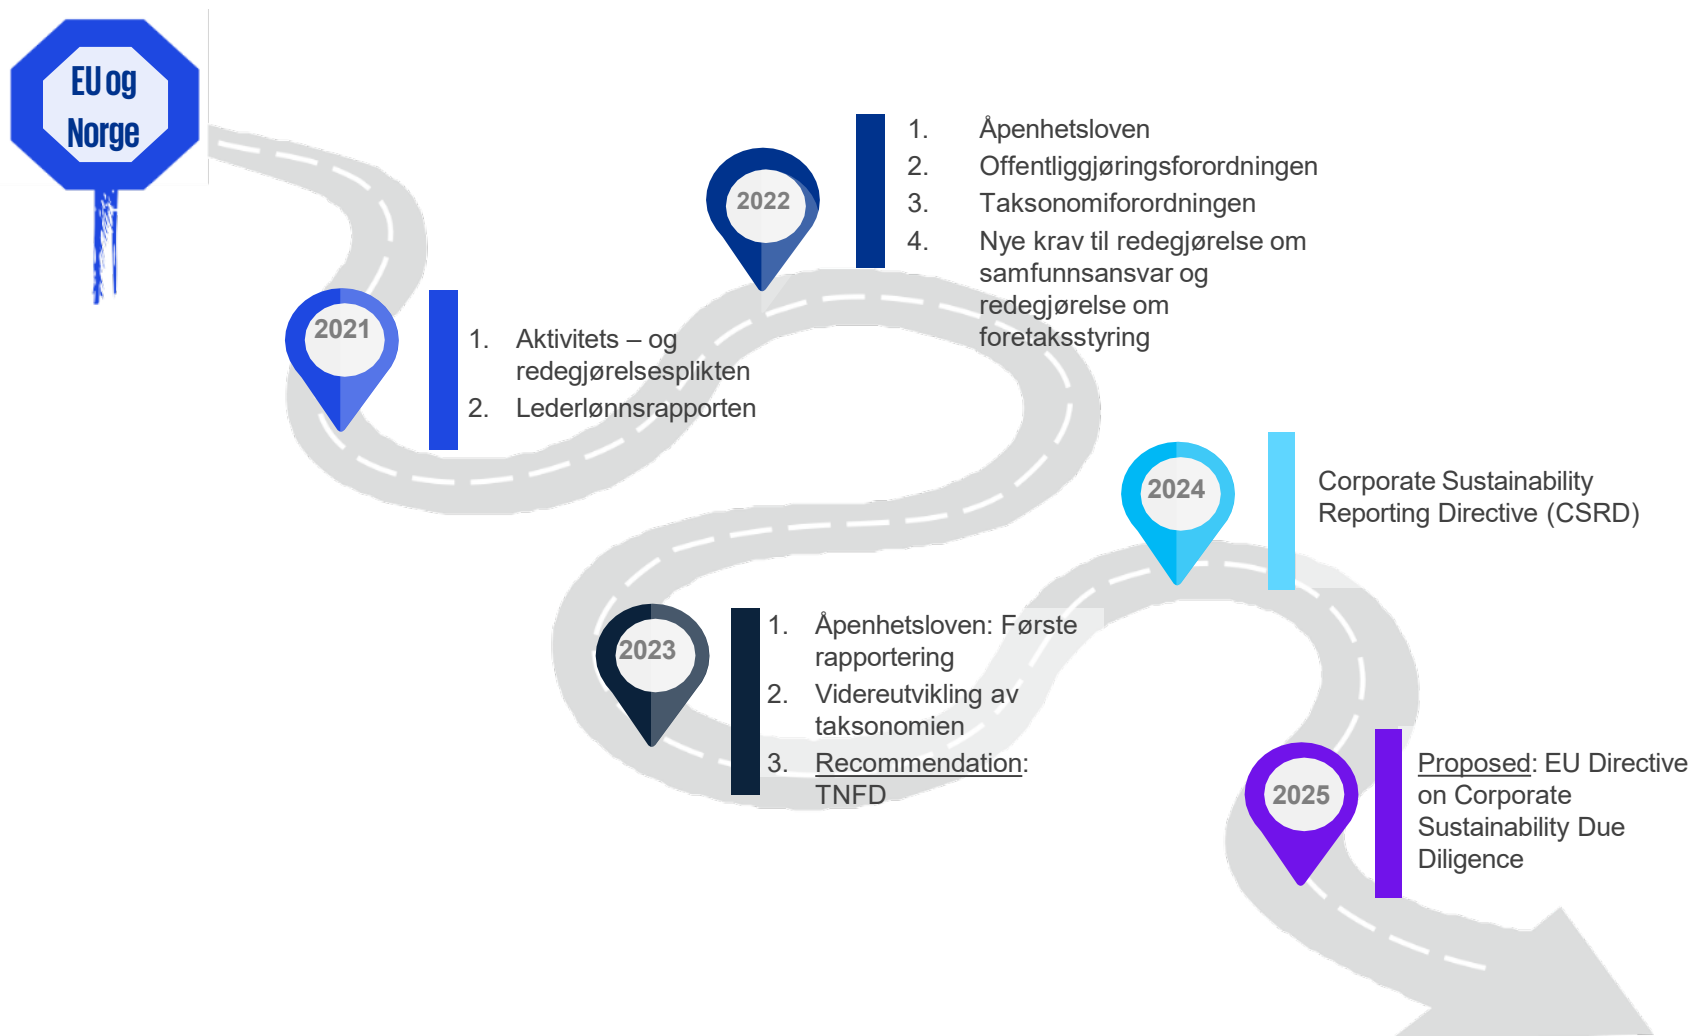 EU og
Norge
2021
1. Aktivitets – og
redegjørelsesplikten
2. Lederlønnsrapporten
2022
1. Åpenhetsloven
2. Offentliggjøringsforordningen
3. Taksonomiforordningen
4. Nye krav til redegjørelse om
samfunnsansvar og
redegjørelse om
foretaksstyring
2023
1. Åpenhetsloven: Første
rapportering
2. Videreutvikling av
taksonomien
3. Recommendation:
TNFD
2024
Corporate Sustainability
Reporting Directive (CSRD)
2025
Proposed: EU Directive
on Corporate
Sustainability Due
Diligence